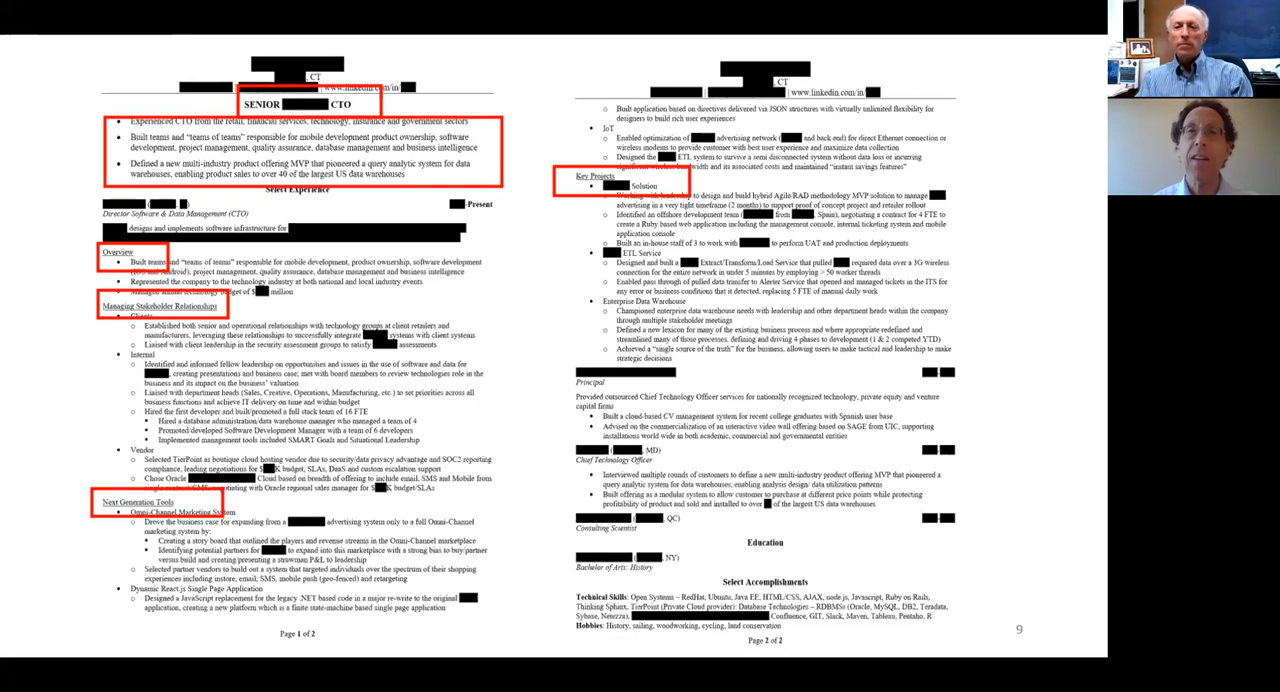 , CT
| www.linkedin.com/in/
SENIOR CTO
• Experienced CTO from the retail, financial services, technology, insurance and government sectors
• Built teams and “teams of teams” responsible for mobile development product ownership, software
development, project management, quality assurance, database management and business intelligence
• Defined a new multi-industry product offering MVP that pioneered a query analytic system for data
warehouses, enabling product sales to over 40 of the largest US data warehouses
Select Experience
-Present
Director Software & Data Management (CTO)
designs and implements software infrastructure for
Overview
• Built teams and “teams of teams” responsible for mobile development, product ownership, software development
(IOS and Android), project management, quality assurance, database management and business intelligence
• Represented the company to the technology industry at both national and local industry events
• Managed annual technology budget of $ million
Managing Stakeholder Relationships
• Clients
o Established both senior and operational relationships with technology groups at client retailers and
manufacturers, leveraging these relationships to successfully integrate systems with client systems
o Liaised with client leadership in the security assessment groups to satisfy assessments
• Internal
o Identified and informed fellow leadership on opportunities and issues in the use of software and data for
, creating presentations and business case; met with board members to review technologies role in the
business and its impact on the business’ valuation
o Liaised with department heads (Sales, Creative, Operations, Manufacturing, etc.) to set priorities across all
business functions and achieve IT delivery on time and within budget
o Hired the first developer and built/promoted a full stack team of 16 FTE
▪ Hired a database administration/data warehouse manager who managed a team of 4
▪ Promoted/developed Software Development Manager with a team of 6 developers
▪ Implemented management tools included SMART Goals and Situational Leadership
• Vendor
o Selected TierPoint as boutique cloud hosting vendor due to security/data privacy advantage and SOC2 reporting
compliance, leading negotiations for $ K budget, SLAs, DaaS and custom escalation support
o Chose Oracle Cloud based on breadth of offering to include email, SMS and Mobile from
negotiating with Oracle regional sales manager for $ K budget/SLAs
Next Generation Tools
• Omni-Channel Marketing System
o Drove the business case for expanding from a advertising system only to a full Omni-Channel
marketing system by:
▪ Creating a story board that outlined the players and revenue streams in the Omni-Channel marketplace
▪ Identifying potential partners for to expand into this marketplace with a strong bias to buy/partner
versus build and creating/presenting a strawman P&L to leadership
o Selected partner vendors to build out a system that targeted individuals over the spectrum of their shopping
experiences including instore, email, SMS, mobile push (geo-fenced) and retargeting
• Dynamic React.js Single Page Application
o Designed a JavaScript replacement for the legacy .NET based code in a major re-write to the original
application, creating a new platform which is a finite state-machine based single page application
Page 1 of 2
CT
| www.linkedin.com/in/
o Built application based on directives delivered via JSON structures with virtually unlimited flexibility for
designers to build rich user experiences
• IoT
o Enabled optimization of advertising network ( and back end) for direct Ethernet connection or
wireless modems to provide customer with best user experience and maximize data collection
o Designed the ETL system to survive a semi disconnected system without data loss or incurring
significant wireless bandwidth and its associated costs and maintained “instant savings features”
Key Projects
• Solution
o Working with leadership to design and build hybrid Agile/RAD methodology MVP solution to manage
advertising in a very tight timeframe (2 months) to support proof of concept project and retailer rollout
o Identified an offshore development team ( from , Spain), negotiating a contract for 4 FTE to
create a Ruby based web application including the management console, internal ticketing system and mobile
application console
o Built an in-house staff of 3 to work with to perform UAT and production deployments
• ETL Service
o Designed and built a Extract/Transform/Load Service that pulled required data over a 3G wireless
connection for the entire network in under 5 minutes by employing > 50 worker threads
o Enabled pass through of pulled data transfer to Alerter Service that opened and managed tickets in the ITS
for any error or business conditions that it detected, replacing 5 FTE of manual daily work
• Enterprise Data Warehouse
o Championed enterprise data warehouse needs with leadership and other department heads within the company
through multiple stakeholder meetings
o Defined a new lexicon for many of the existing business process and where appropriate redefined and
streamlined many of those processes, defining and driving 4 phases to development (1 & 2 competed YTD)
o Achieved a “single source of the truth” for the business, allowing users to make tactical and leadership to make
strategic decisions
Principal
Provided outsourced Chief Technology Officer services for nationally recognized technology, private equity and venture
capital firms
• Built a cloud-based CV management system for recent college graduates with Spanish user base
• Advised on the commercialization of an interactive video wall offering based on SAGE from UIC, supporting
installations world wide in both academic, commercial and governmental entities
( , MD)
Chief Technology Officer
• Interviewed multiple rounds of customers to define a new multi-industry product offering MVP that pioneered a
query analytic system for data warehouses, enabling analysis design/ data utilization patterns
• Built offering as a modular system to allow customer to purchase at different price points while protecting
profitability of product and sold and installed to over of the largest US data warehouses
( , QC)
Consulting Scientist
Education
( , NY)
Bachelor of Arts: History
Select Accomplishments
Technical Skills: Open Systems – RedHat, Ubuntu, Java EE, HTML/CSS, AJAX, node.js, Javascript, Ruby on Rails,
Thinking Sphinx, TierPoint (Private Cloud provider): Database Technologies – RDBMSs (Oracle, MySQL, DB2, Teradata,
Sybase, Netezza), Confluence, GIT, Slack, Maven, Tableau, Pentaho, R
Hobbies: History, sailing, woodworking, cycling, land conservation
Page 2 of 2
9